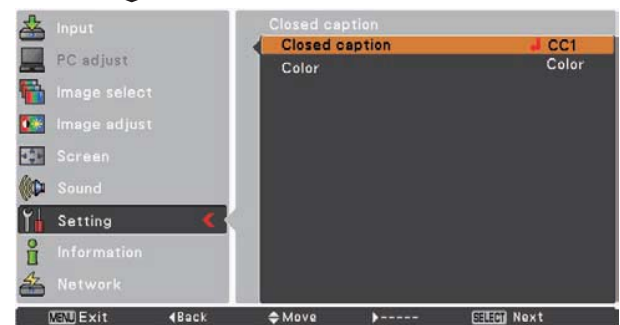 Input
PC adjust
Image select
Image adjust
Screen
Sound
Setting
Information
Network
Closed caption
Closed caption CC1
Color Color
MENU Exit ◀Back ◆Move ▶----- SELECT Next